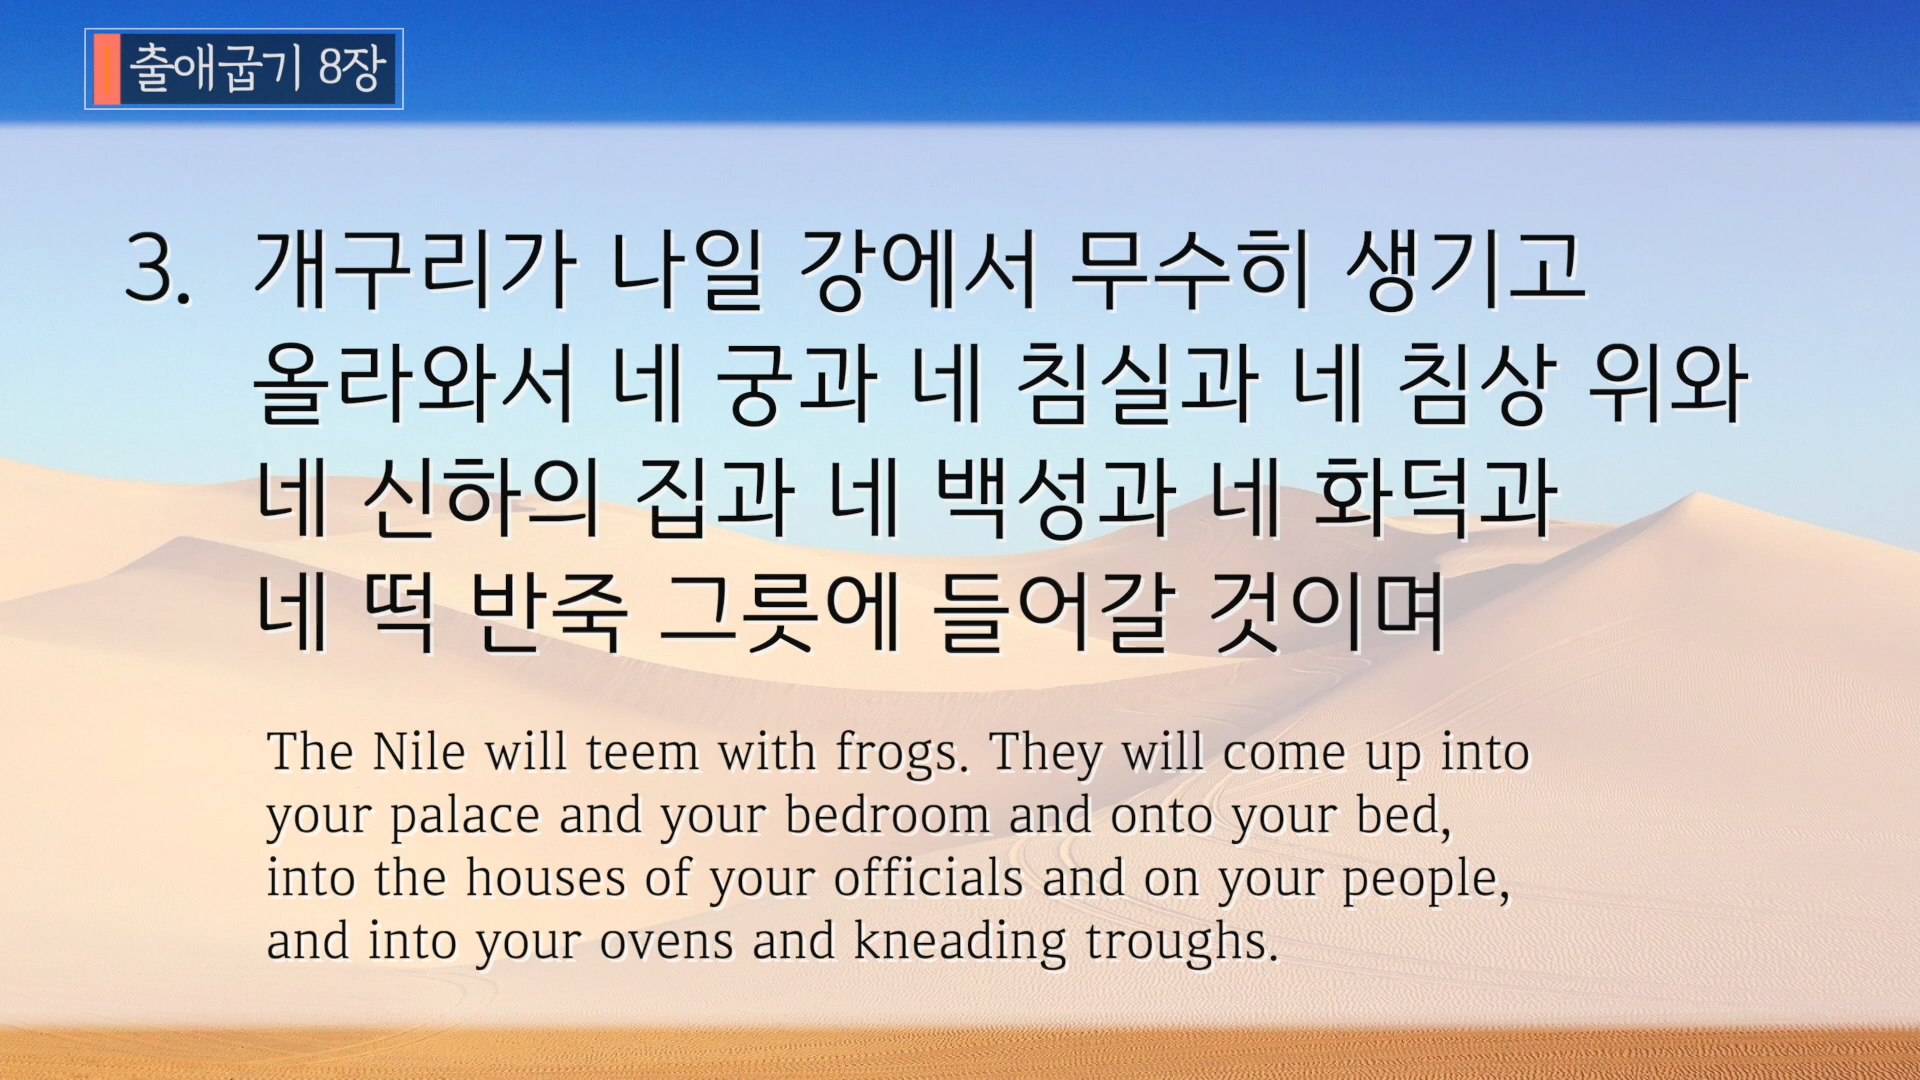 출애굽기 8장
3. 개구리가 나일 강에서 무수히 생기고
올라와서 네 궁과 네 침실과 네 침상 위와
네 신하의 집과 네 백성과 네 화덕과
네 떡 반죽 그릇에 들어갈 것이며
The Nile will teem with frogs. They will come up into
your palace and your bedroom and onto your bed,
into the houses of your officials and on your people,
and into your ovens and kneading troughs.